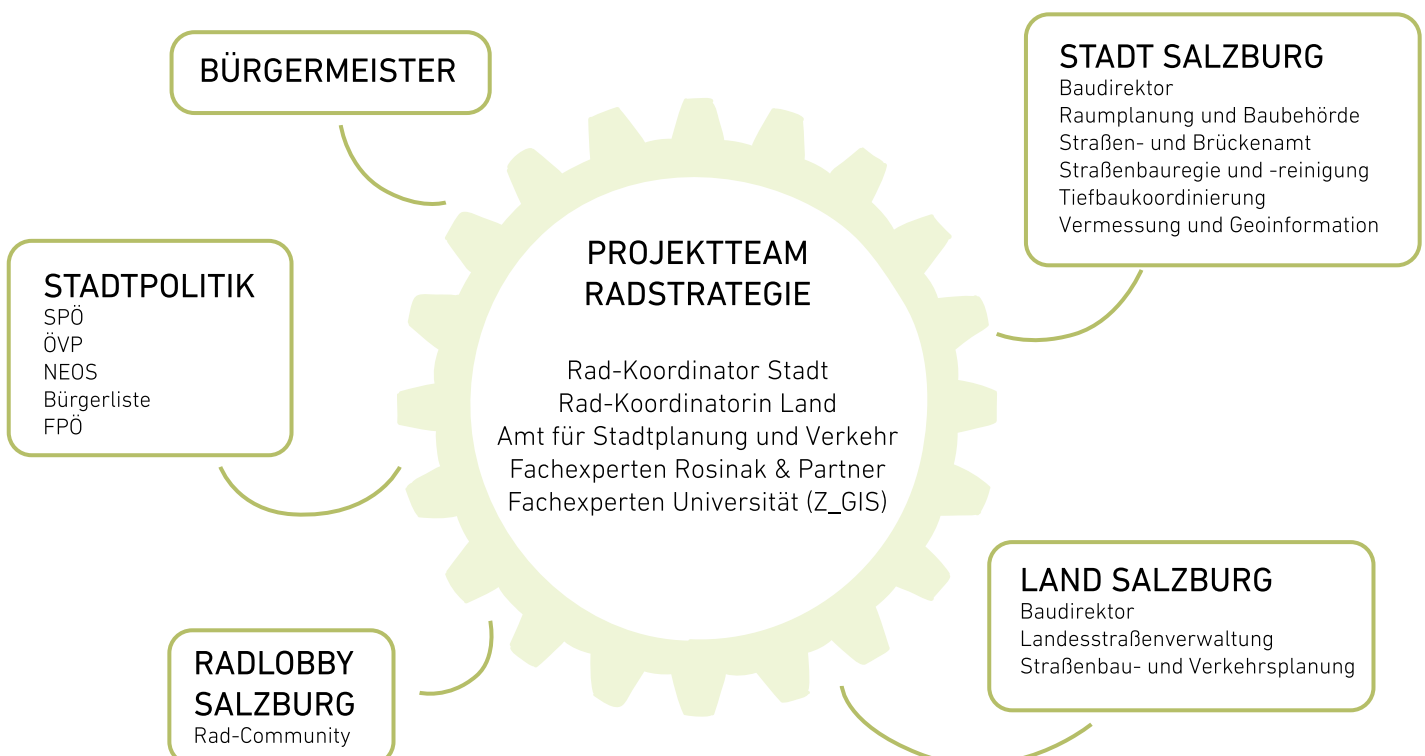 BÜRGERMEISTER
STADT SALZBURG
Baudirektor
Raumplanung und Baubehörde
Straßen- und Brückenamt
Straßenbauregie und -reinigung
Tiefbaukoordinierung
Vermessung und Geoinformation
STADTPOLITIK
SPÖ
ÖVP
NEOS
Bürgerliste
FPÖ
PROJEKTTEAM
RADSTRATEGIE
Rad-Koordinator Stadt
Rad-Koordinatorin Land
Amt für Stadtplanung und Verkehr
Fachexperten Rosinak & Partner
Fachexperten Universität (Z_GIS)
LAND SALZBURG
Baudirektor
Landesstraßenverwaltung
Straßenbau- und Verkehrsplanung
RADLOBBY
SALZBURG
Rad-Community